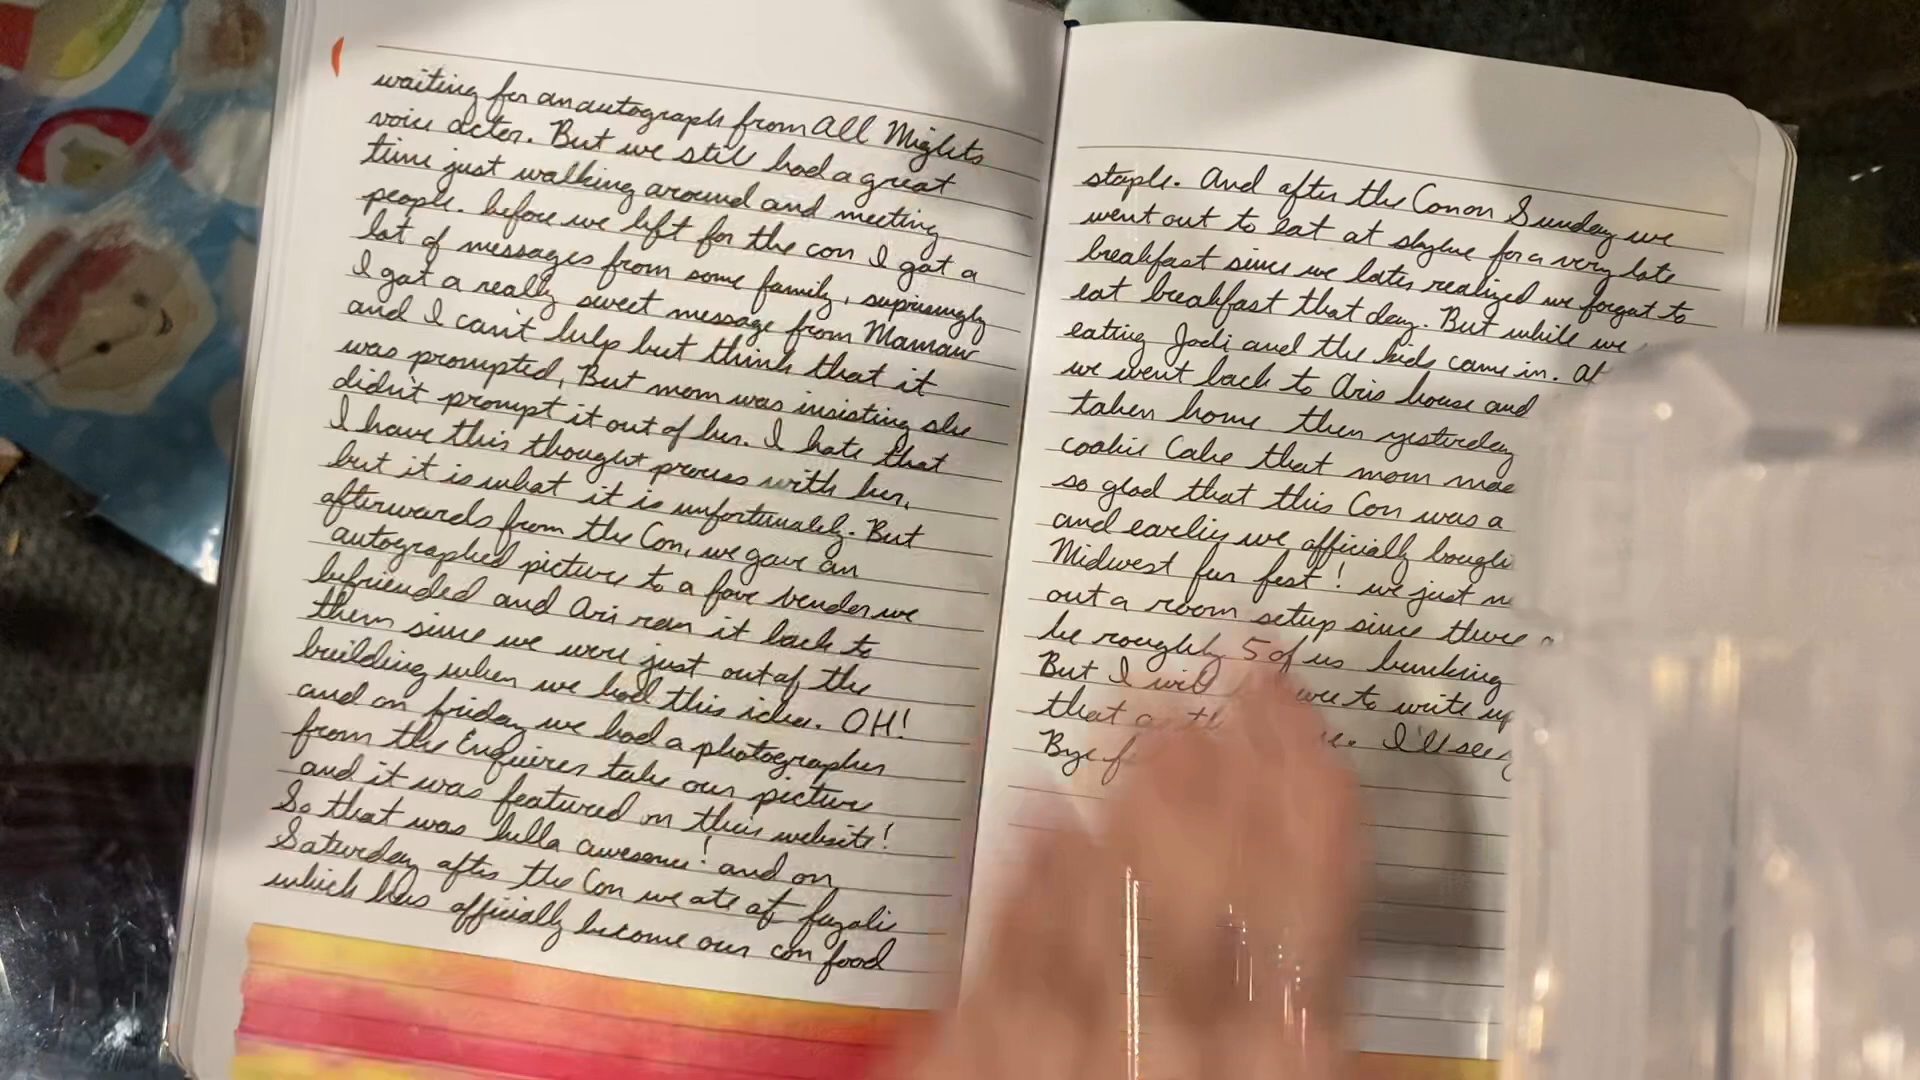 waiting for an autograph from All Mights
voice actor. But we still had a great
time just walking around and meeting
people. before we left for the con I got a
lot of messages from some family, suprisingly
I got a really sweet message from Mamaw
and I can't help but think that it
was prompted, But mom was insisting she
didn't prompt it out of her. I hate that
I have this thought process with her,
but it is what it is unfortunately. But
afterwards from the Con, we gave an
autographed picture to a fave vender we
befriended and Ari ran it back to
them since we were just out of the
building when we had this idea. OH!
and on friday we had a photographer
from the Enquirer take our picture
and it was featured on their website!
So that was hella awesome! and on
Saturday after the Con we ate at
which has officially become our con food
staple. And after the Con on Sunday we
went out to eat at skyline for a very late
breakfast since we later realized we forgot to
eat breakfast that day. But while we
eating Jodi and the kids came in.
we went back to Aris house and
taken home then yesterday
cookie Cake that mom
so glad that this Con was a
and earlier we officially
Midwest fur fest! we just
out a room setup since there
be roughly 5 of us bunking
But I to write up
that I'll see
Bye